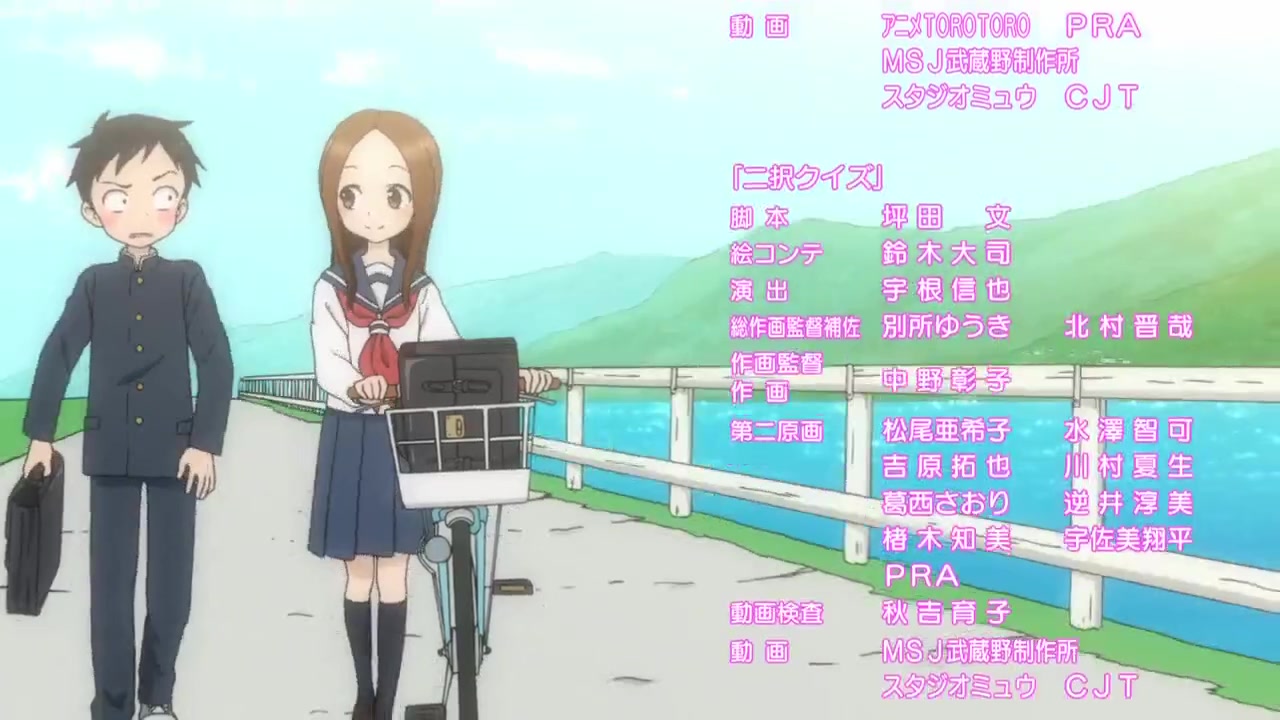 動画 アニメTOROTORO PRA
MSJ武蔵野制作所
スタジオミュウ CJT
「二択クイズ」
脚本 坪田 文
絵コンテ 鈴木大司
演出 宇根信也
総作画監督補佐 別所ゆうき 北村晋哉
作画監督
作画 中野彰子
第二原画 松尾亜希子 水澤智可
吉原拓也 川村夏生
葛西さおり 逆井淳美
楮木知美 宇佐美翔平
PRA
動画検査 秋吉育子
動画 MSJ武蔵野制作所
スタジオミュウ CJT